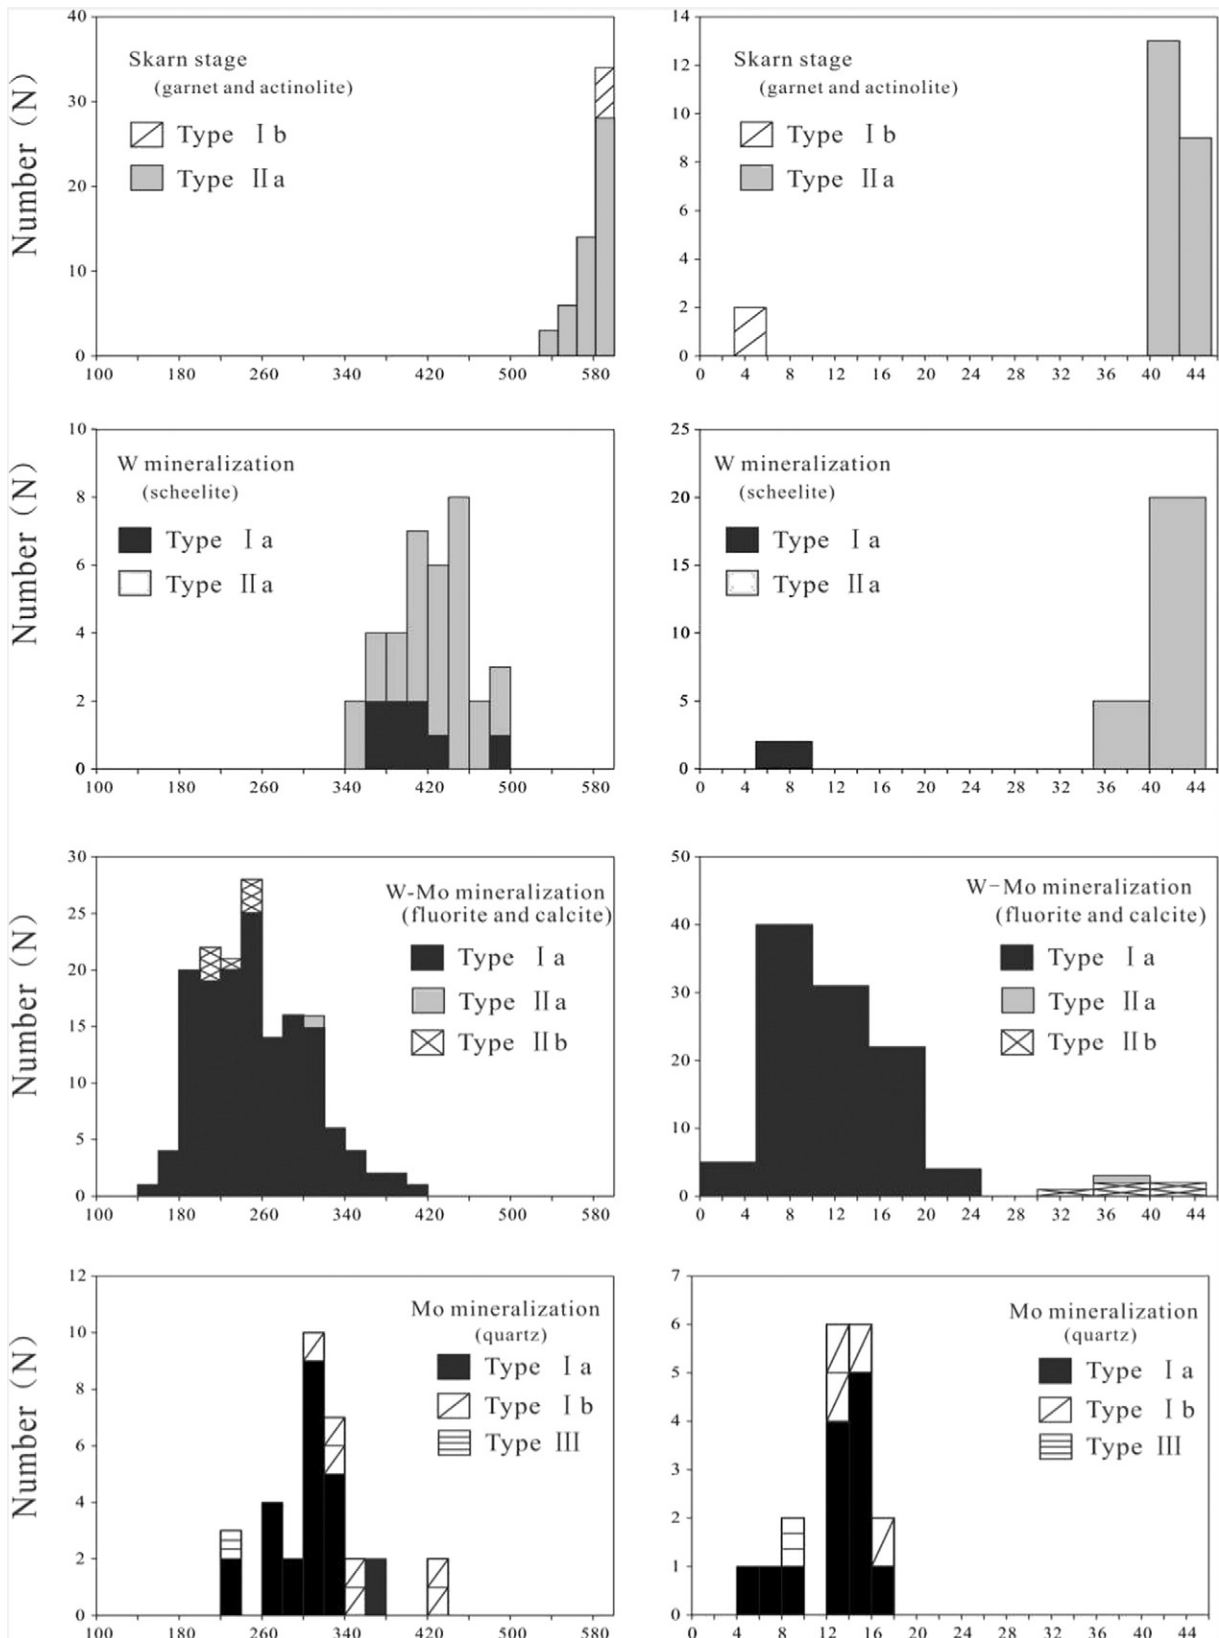 40
30
20
10
0
Number (N)
Skarn stage
(garnet and actinolite)
Type Ⅰb
Type Ⅱa
100 180 260 340 420 500 580
14
12
10
8
6
4
2
0
Skarn stage
(garnet and actinolite)
Type Ⅰb
Type Ⅱa
0 4 8 12 16 20 24 28 32 36 40 44
10
8
6
4
2
0
Number (N)
W mineralization
(scheelite)
Type Ⅰa
Type Ⅱa
100 180 260 340 420 500 580
25
20
15
10
5
0
W mineralization
(scheelite)
Type Ⅰa
Type Ⅱa
0 4 8 12 16 20 24 28 32 36 40 44
30
25
20
15
10
5
0
Number (N)
W-Mo mineralization
(fluorite and calcite)
Type Ⅰa
Type Ⅱa
Type Ⅱb
100 180 260 340 420 500 580
50
40
30
20
10
0
W-Mo mineralization
(fluorite and calcite)
Type Ⅰa
Type Ⅱa
Type Ⅱb
0 4 8 12 16 20 24 28 32 36 40 44
12
10
8
6
4
2
0
Number (N)
Mo mineralization
(quartz)
Type Ⅰa
Type Ⅰb
Type Ⅲ
100 180 260 340 420 500 580
7
6
5
4
3
2
1
0
Mo mineralization
(quartz)
Type Ⅰa
Type Ⅰb
Type Ⅲ
0 4 8 12 16 20 24 28 32 36 40 44